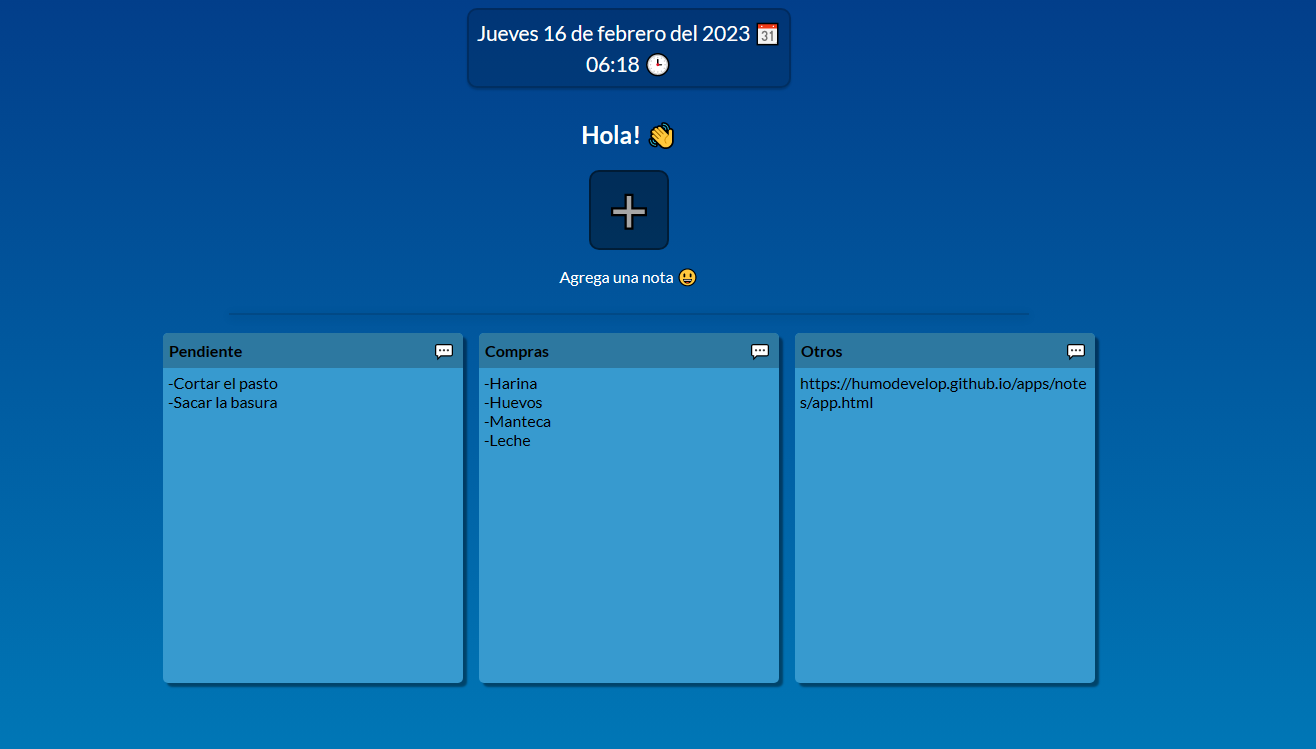 Jueves 16 de febrero del 2023
06:18
Hola!
Agrega una nota
Pendiente
-Cortar el pasto
-Sacar la basura
Compras
-Harina
-Huevos
-Manteca
-Leche
Otros
https://humodevelop.github.io/apps/note
s/app.html